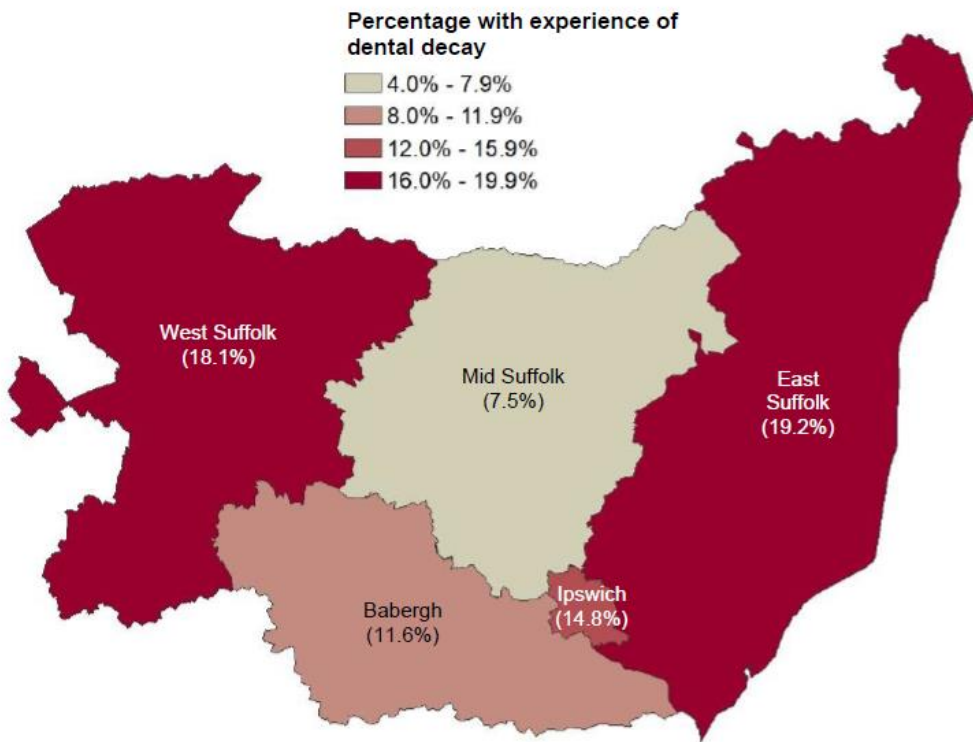 Percentage with experience of
dental decay
4.0% - 7.9%
8.0% - 11.9%
12.0% - 15.9%
16.0% - 19.9%
West Suffolk
(18.1%)
Mid Suffolk
(7.5%)
East
Suffolk
(19.2%)
Babergh
(11.6%)
Ipswich
(14.8%)